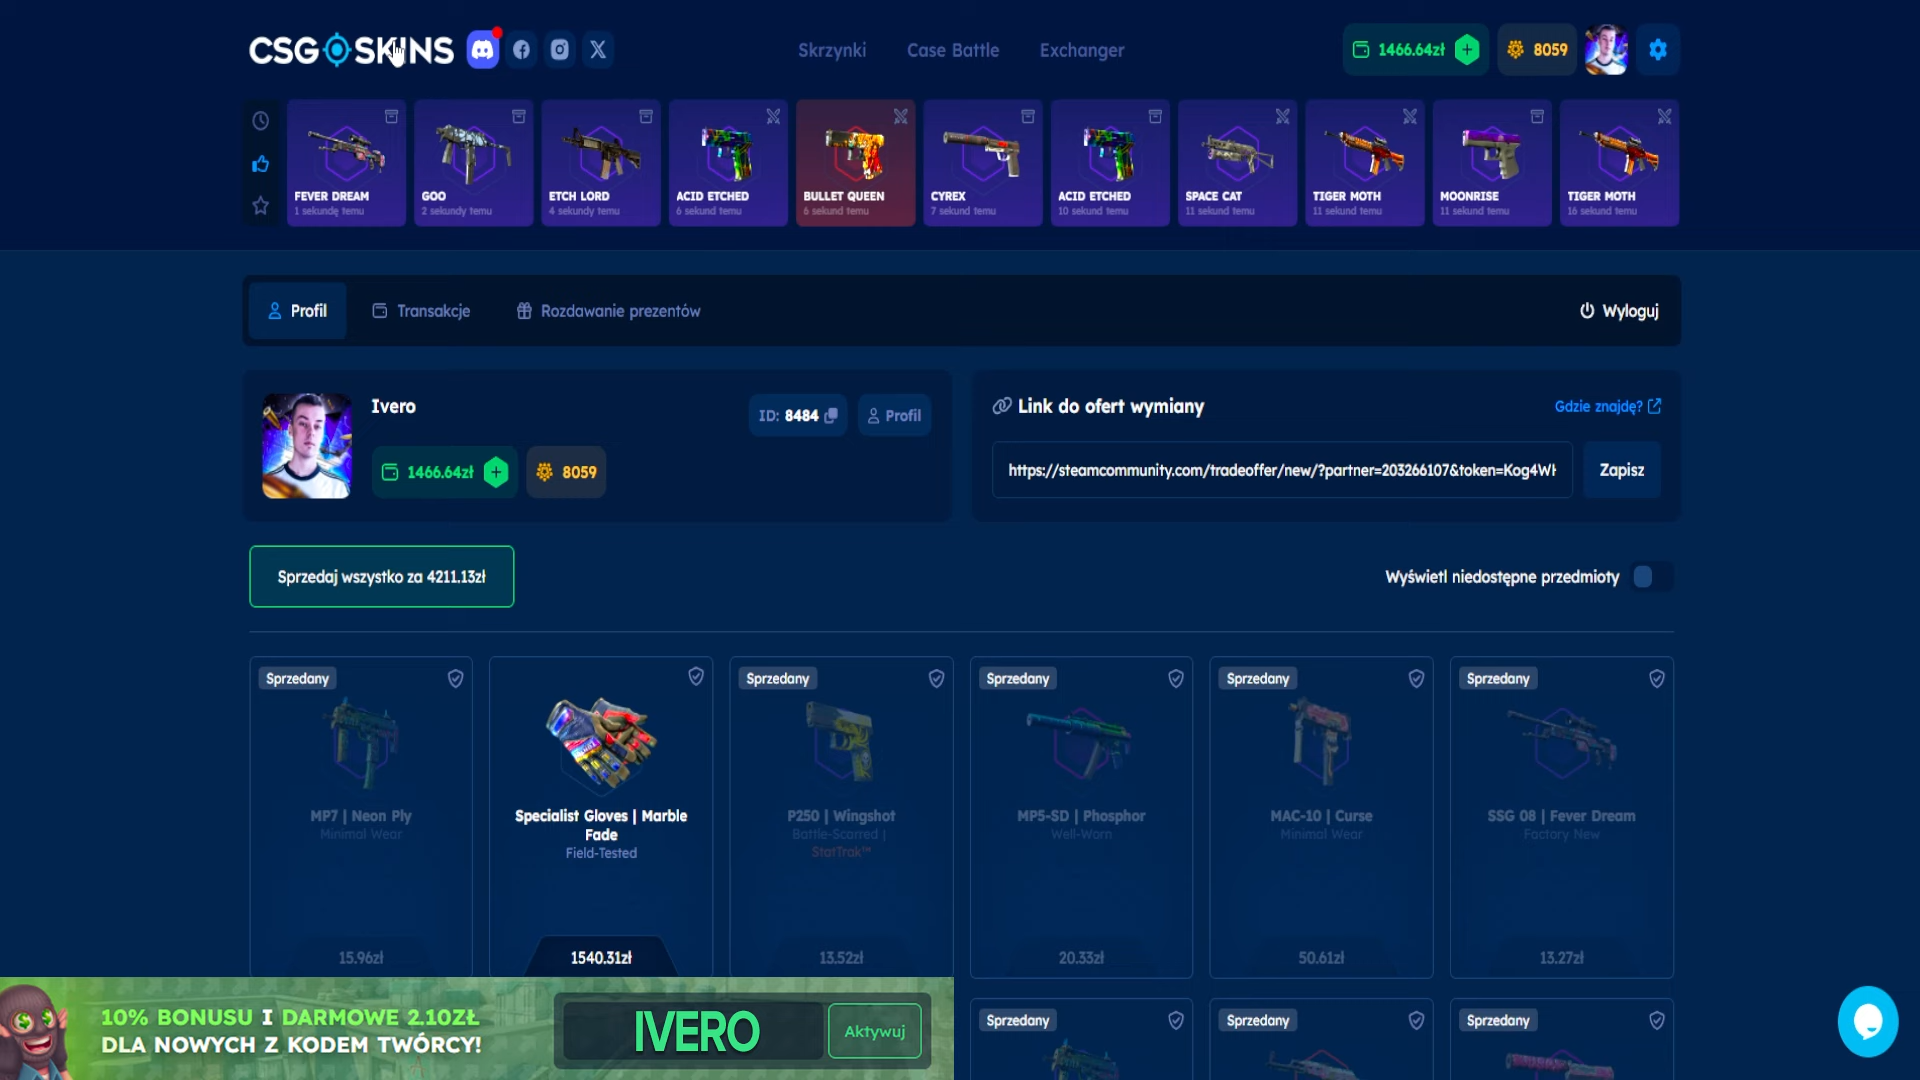 CSGOSKINS
Skrzynki
Case Battle
Exchanger
1466.64zł
8059
FEVER DREAM
1 sekundę temu
GOO
2 sekundy temu
ETCH LORD
4 sekundy temu
ACID ETCHED
6 sekund temu
BULLET QUEEN
6 sekund temu
CYREX
7 sekund temu
ACID ETCHED
10 sekund temu
SPACE CAT
11 sekund temu
TIGER MOTH
11 sekund temu
MOONRISE
11 sekund temu
TIGER MOTH
16 sekund temu
Profil
Transakcje
Rozdawanie prezentów
Wyloguj
Ivero
ID: 8484
Profil
1466.64zł
8059
Link do ofert wymiany
Gdzie znajdę?
https://steamcommunity.com/tradeoffer/new/?partner=203266107&token=Kog4Wł
Zapisz
Sprzedaj wszystko za 4211.13zł
Wyświetl niedostępne przedmioty
Sprzedany
MP7 | Neon Ply
Minimal Wear
15.96zł
Specialist Gloves | Marble
Fade
Field-Tested
1540.31zł
Sprzedany
P250 | Wingshot
Battle-Scarred |
StatTrak™
13.52zł
Sprzedany
MP5-SD | Phosphor
Well-Worn
20.33zł
Sprzedany
MAC-10 | Curse
Minimal Wear
50.61zł
Sprzedany
SSG 08 | Fever Dream
Factory New
13.27zł
10% BONUSU I DARMOWE 2.10ZŁ
DLA NOWYCH Z KODEM TWÓRCY!
IVERO
Aktywuj
Sprzedany
Sprzedany
Sprzedany